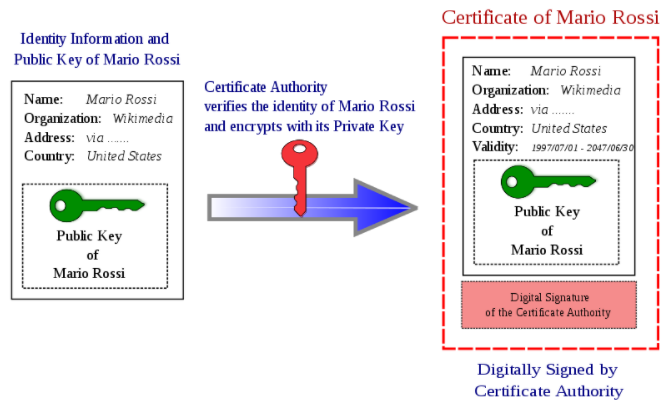 Identity Information and
Public Key of Mario Rossi
Name: Mario Rossi
Organization: Wikimedia
Address: via .......
Country: United States
Public Key
of
Mario Rossi
Certificate Authority
verifies the identity of Mario Rossi
and encrypts with its Private Key
Certificate of Mario Rossi
Name: Mario Rossi
Organization: Wikimedia
Address: via .......
Country: United States
Validity: 1997/07/01 - 2047/06/30
Public Key
of
Mario Rossi
Digital Signature
of the Certificate Authority
Digitally Signed by
Certificate Authority